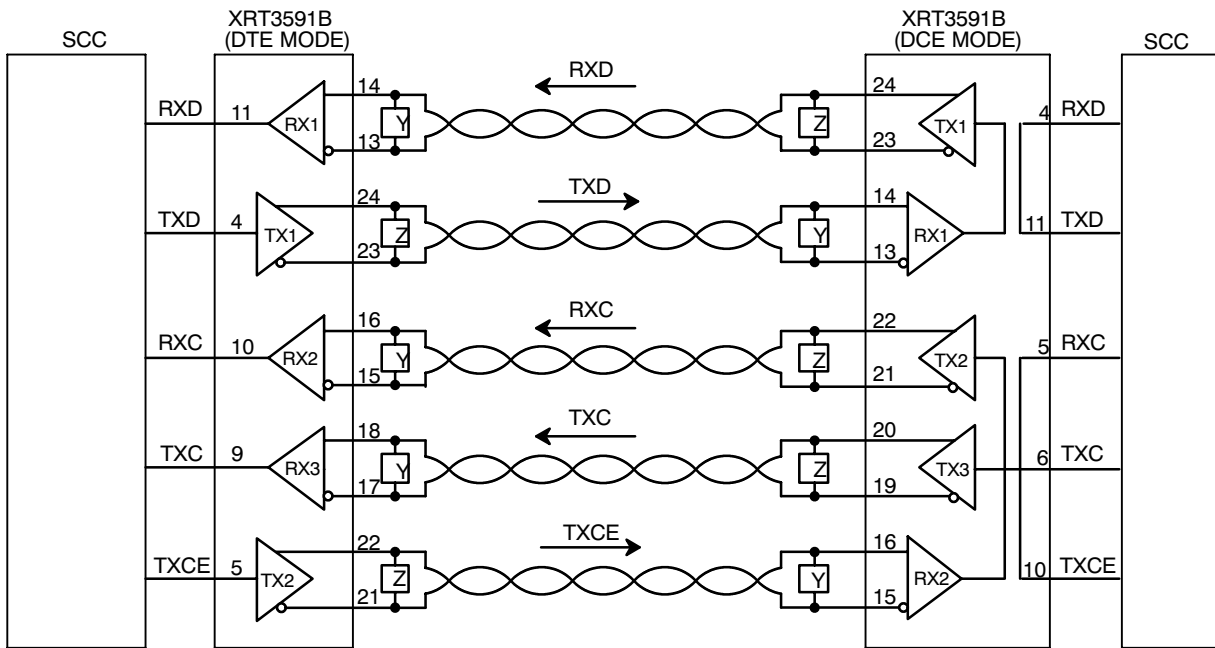 SCC
XRT3591B
(DTE MODE)
XRT3591B
(DCE MODE)
SCC
RXD 11 RX1 14 Y 13 RXD Z 24 23 TX1 4 RXD
TXD 4 TX1 24 Z 23 TXD Y 14 13 RX1 11 TXD
RXC 10 RX2 16 Y 15 RXC Z 22 21 TX2 5 RXC
TXC 9 RX3 18 Y 17 TXC Z 20 19 TX3 6 TXC
TXCE 5 TX2 22 Z 21 TXCE Y 16 15 RX2 10 TXCE